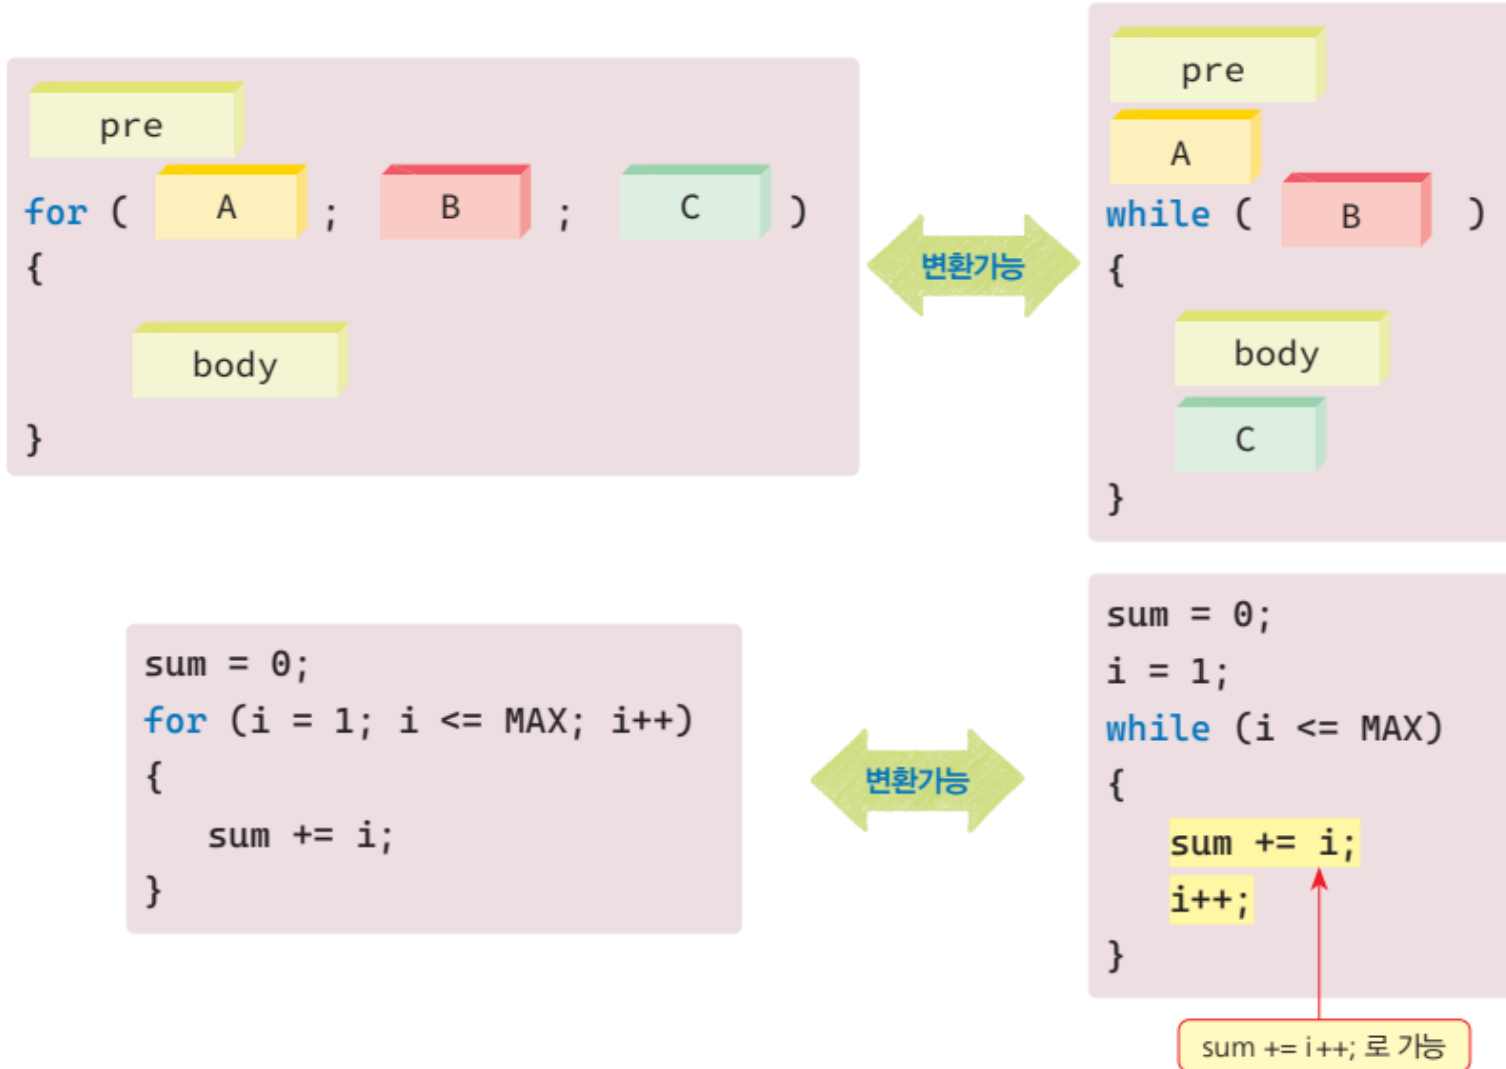 pre
for ( A ; B ; C )
{
body
}
변환가능
pre
A
while ( B )
{
body
C
}
sum = 0;
for (i = 1; i <= MAX; i++)
{
sum += i;
}
변환가능
sum = 0;
i = 1;
while (i <= MAX)
{
sum += i;
i++;
}
sum += i++; 로 가능